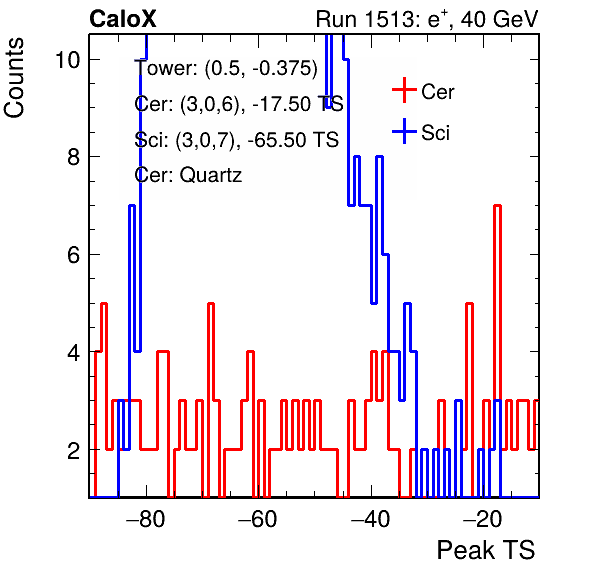 CaloX Run 1513: e⁺, 40 GeV
Counts
10
8
6
4
2
Tower: (0.5, -0.375)
Cer: (3,0,6), -17.50 TS
Sci: (3,0,7), -65.50 TS
Cer: Quartz
Cer
Sci
−80 −60 −40 −20
Peak TS